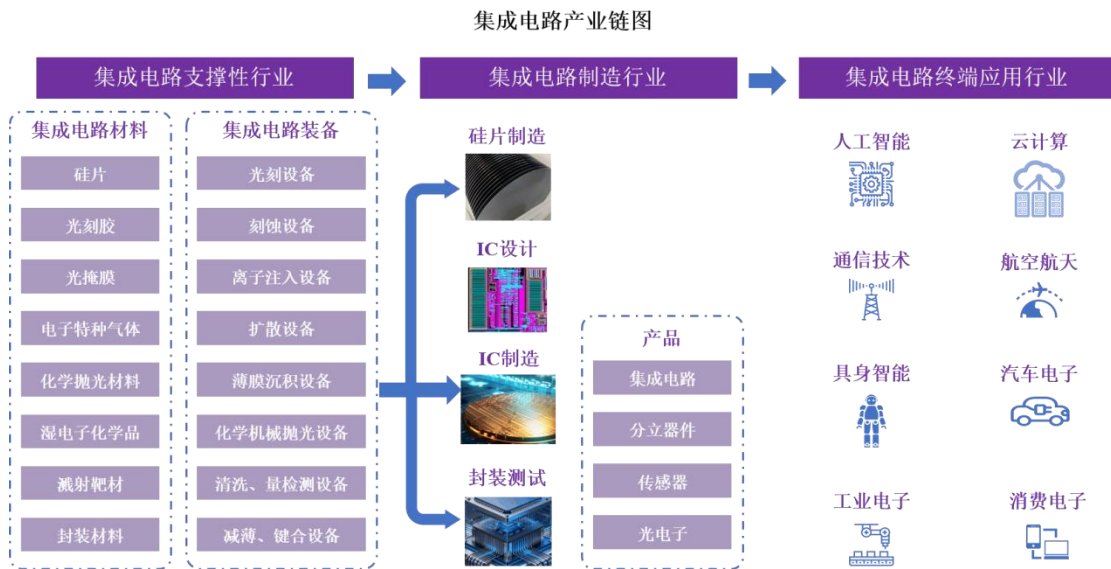 集成电路产业链图
集成电路支撑性行业
集成电路制造行业
集成电路终端应用行业
集成电路材料
硅片
光刻胶
光掩膜
电子特种气体
化学抛光材料
湿电子化学品
溅射靶材
封装材料
集成电路装备
光刻设备
刻蚀设备
离子注入设备
扩散设备
薄膜沉积设备
化学机械抛光设备
清洗、量检测设备
减薄、键合设备
硅片制造
IC设计
IC制造
封装测试
产品
集成电路
分立器件
传感器
光电子
人工智能
云计算
通信技术
航空航天
具身智能
汽车电子
工业电子
消费电子